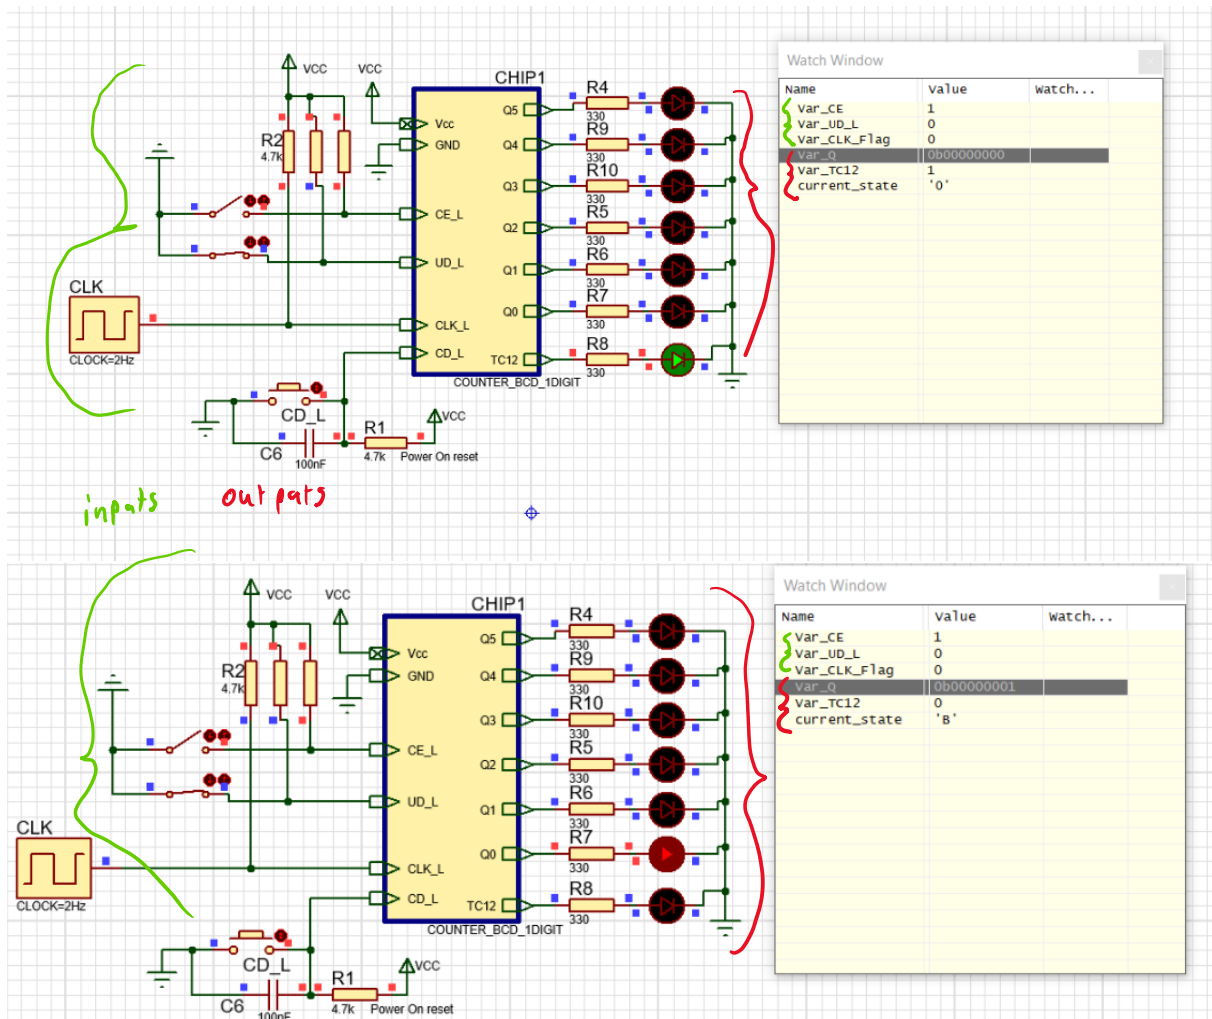 VCC
VCC
CHIP1
R2
4.7k
Vcc
GND
CE_L
UD_L
CLK_L
CD_L
Q5
Q4
Q3
Q2
Q1
Q0
TC12
COUNTER_BCD_1DIGIT
R4
330
R9
330
R10
330
R5
330
R6
330
R7
330
R8
330
CLK
CLOCK=2Hz
CD_L
C6
100nF
R1
4.7k
VCC
Power On reset
Watch Window
Name Value Watch...
Var_CE 1
Var_UD_L 0
Var_CLK_Flag 0
Var_Q 0b00000000
Var_TC12 1
current_state '0'
inpats outpats
VCC
VCC
CHIP1
R2
4.7k
Vcc
GND
CE_L
UD_L
CLK_L
CD_L
Q5
Q4
Q3
Q2
Q1
Q0
TC12
COUNTER_BCD_1DIGIT
R4
330
R9
330
R10
330
R5
330
R6
330
R7
330
R8
330
CLK
CLOCK=2Hz
CD_L
C6
100nF
R1
4.7k
VCC
Power On reset
Watch Window
Name Value Watch...
Var_CE 1
Var_UD_L 0
Var_CLK_Flag 0
Var_Q 0b00000001
Var_TC12 0
current_state 'B'